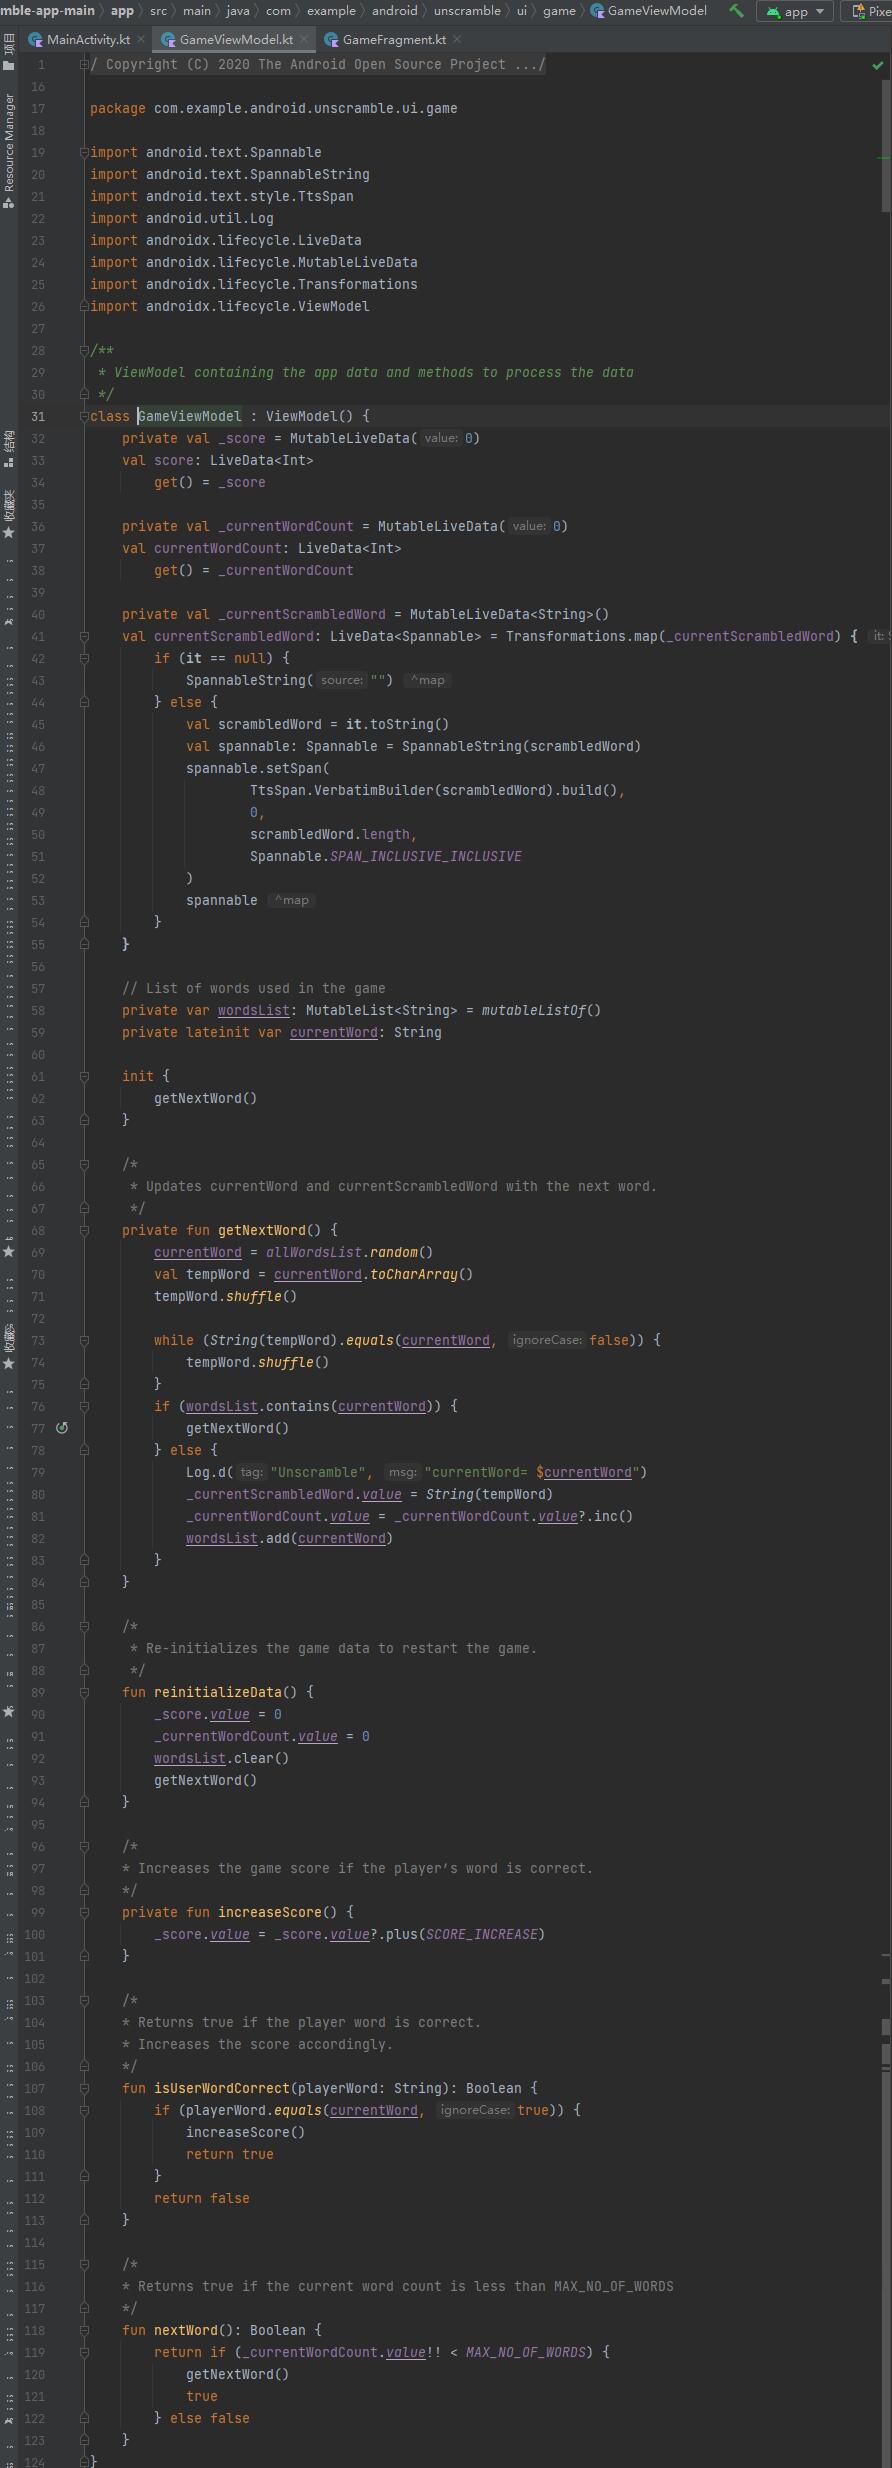 mble-app-main 〉 app 〉 src 〉 main 〉 java 〉 com 〉 example 〉 android 〉 unscramble 〉 ui 〉 game 〉 GameViewModel app Pixe
MainActivity.kt GameViewModel.kt GameFragment.kt
项目
Resource Manager
结构
收藏夹
1 / Copyright (C) 2020 The Android Open Source Project .../
16
17 package com.example.android.unscramble.ui.game
18
19 import android.text.Spannable
20 import android.text.SpannableString
21 import android.text.style.TtsSpan
22 import android.util.Log
23 import androidx.lifecycle.LiveData
24 import androidx.lifecycle.MutableLiveData
25 import androidx.lifecycle.Transformations
26 import androidx.lifecycle.ViewModel
27
28 /**
29  * ViewModel containing the app data and methods to process the data
30  */
31 class GameViewModel : ViewModel() {
32     private val _score = MutableLiveData( value: 0)
33     val score: LiveData<Int>
34         get() = _score
35
36     private val _currentWordCount = MutableLiveData( value: 0)
37     val currentWordCount: LiveData<Int>
38         get() = _currentWordCount
39
40     private val _currentScrambledWord = MutableLiveData<String>()
41     val currentScrambledWord: LiveData<Spannable> = Transformations.map(_currentScrambledWord) { it: S
42         if (it == null) {
43             SpannableString( source: "") ^map
44         } else {
45             val scrambledWord = it.toString()
46             val spannable: Spannable = SpannableString(scrambledWord)
47             spannable.setSpan(
48                     TtsSpan.VerbatimBuilder(scrambledWord).build(),
49                     0,
50                     scrambledWord.length,
51                     Spannable.SPAN_INCLUSIVE_INCLUSIVE
52             )
53             spannable ^map
54         }
55     }
56
57     // List of words used in the game
58     private var wordsList: MutableList<String> = mutableListOf()
59     private lateinit var currentWord: String
60
61     init {
62         getNextWord()
63     }
64
65     /*
66      * Updates currentWord and currentScrambledWord with the next word.
67      */
68     private fun getNextWord() {
69         currentWord = allWordsList.random()
70         val tempWord = currentWord.toCharArray()
71         tempWord.shuffle()
72
73         while (String(tempWord).equals(currentWord, ignoreCase: false)) {
74             tempWord.shuffle()
75         }
76         if (wordsList.contains(currentWord)) {
77             getNextWord()
78         } else {
79             Log.d( tag: "Unscramble", msg: "currentWord= $currentWord")
80             _currentScrambledWord.value = String(tempWord)
81             _currentWordCount.value = _currentWordCount.value?.inc()
82             wordsList.add(currentWord)
83         }
84     }
85
86     /*
87      * Re-initializes the game data to restart the game.
88      */
89     fun reinitializeData() {
90         _score.value = 0
91         _currentWordCount.value = 0
92         wordsList.clear()
93         getNextWord()
94     }
95
96     /*
97     * Increases the game score if the player's word is correct.
98     */
99     private fun increaseScore() {
100         _score.value = _score.value?.plus(SCORE_INCREASE)
101     }
102
103     /*
104     * Returns true if the player word is correct.
105     * Increases the score accordingly.
106     */
107     fun isUserWordCorrect(playerWord: String): Boolean {
108         if (playerWord.equals(currentWord, ignoreCase: true)) {
109             increaseScore()
110             return true
111         }
112         return false
113     }
114
115     /*
116     * Returns true if the current word count is less than MAX_NO_OF_WORDS
117     */
118     fun nextWord(): Boolean {
119         return if (_currentWordCount.value!! < MAX_NO_OF_WORDS) {
120             getNextWord()
121             true
122         } else false
123     }
124 }